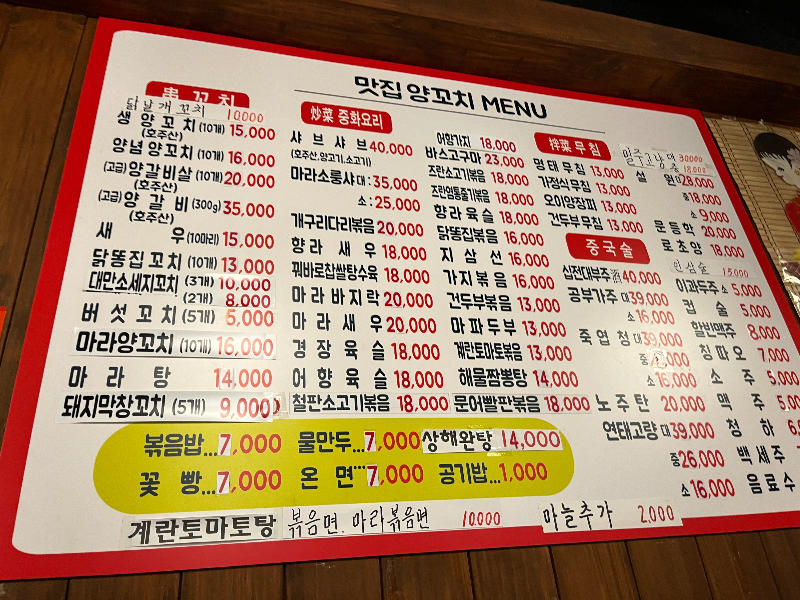 맛집 양꼬치 MENU
串 꼬치
닭날개꼬치 10,000
생양꼬치 (10개) 15,000
(호주산)
양념양꼬치 (10개) 16,000
(고급) 양갈비살 (10개) 20,000
(호주산)
(고급) 양갈비 (300g) 35,000
(호주산)
새우 (10마리) 15,000
닭똥집꼬치 (10개) 13,000
대만소세지꼬치 (3개) 10,000
(2개) 8,000
버섯꼬치 (5개) 5,000
마라양꼬치 (10개) 16,000
마라탕 14,000
돼지막창꼬치 (5개) 9,000
炒菜 중화요리
샤브샤브 40,000
(호주산,양고기,소고기)
마라소룽샤 대: 35,000
소: 25,000
개구리다리볶음 20,000
향라새우 18,000
꿔바로찹쌀탕수육 18,000
마라바지락 20,000
마라새우 20,000
경장육슬 18,000
어향육슬 18,000
철판소고기볶음 18,000
어향가지 18,000
바스고구마 23,000
조란소고기볶음 18,000
조란염통줄기볶음 18,000
향라육슬 18,000
닭똥집볶음 16,000
지삼선 16,000
가지볶음 16,000
건두부볶음 13,000
마파두부 13,000
계란토마토볶음 13,000
해물짬뽕탕 14,000
문어빨판볶음 18,000
拌菜 무침
명태무침 13,000
가정식무침 13,000
오이양장피 13,000
건두부무침 13,000
중국술
신전대부주 40,000
공부가주 대 39,000
소 16,000
죽엽청 대 39,000
중
소 16,000
노주탄 20,000
연태고량 대 39,000
중 26,000
소 16,000
30,000
18,000
설원 대 28,000
중 18,000
소 9,000
문등학 20,000
료초양 18,000
인삼술 15,000
이과두주 소 5,000
컵술 5,000
할빈맥주 8,000
칭따오 7,000
소주
맥주
청하
백세주
음료수
볶음밥...7,000 물만두...7,000 상해완탕 14,000
꽃빵...7,000 온면...7,000 공기밥...1,000
계란토마토탕 볶음면.마라볶음면 10,000 마늘추가 2,000